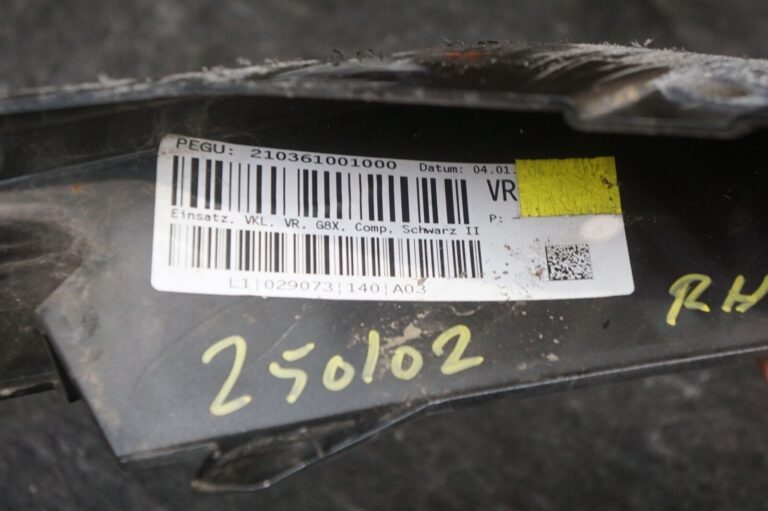 PEGU: 210361001000 Datum: 04.01.
VR
Einsatz, VKL, VR, G8X, Comp, Schwarz II P:
L1|029073|140|A03
250102
RH